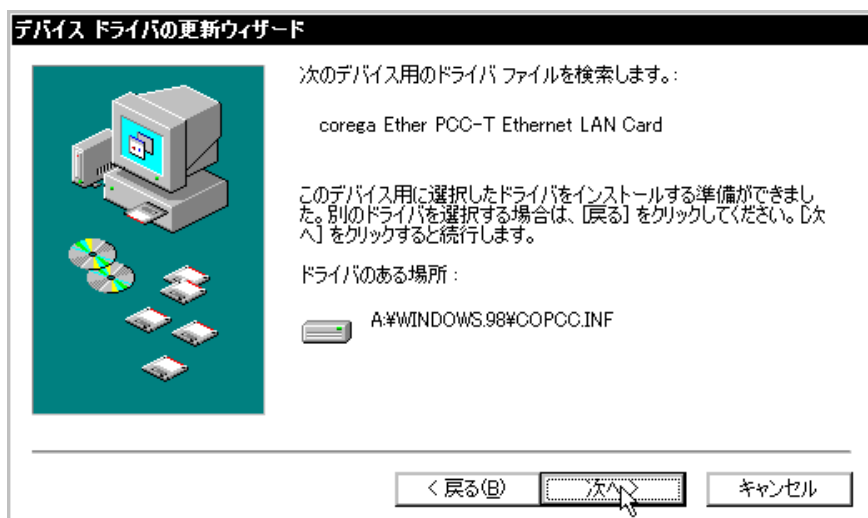 デバイス ドライバの更新ウィザード
次のデバイス用のドライバ ファイルを検索します。:
corega Ether PCC-T Ethernet LAN Card
このデバイス用に選択したドライバをインストールする準備ができまし
た。別のドライバを選択する場合は、[戻る] をクリックしてください。[次
へ] をクリックすると続行します。
ドライバのある場所 :
A:¥WINDOWS.98¥COPCC.INF
< 戻る(B)
次へ >
キャンセル